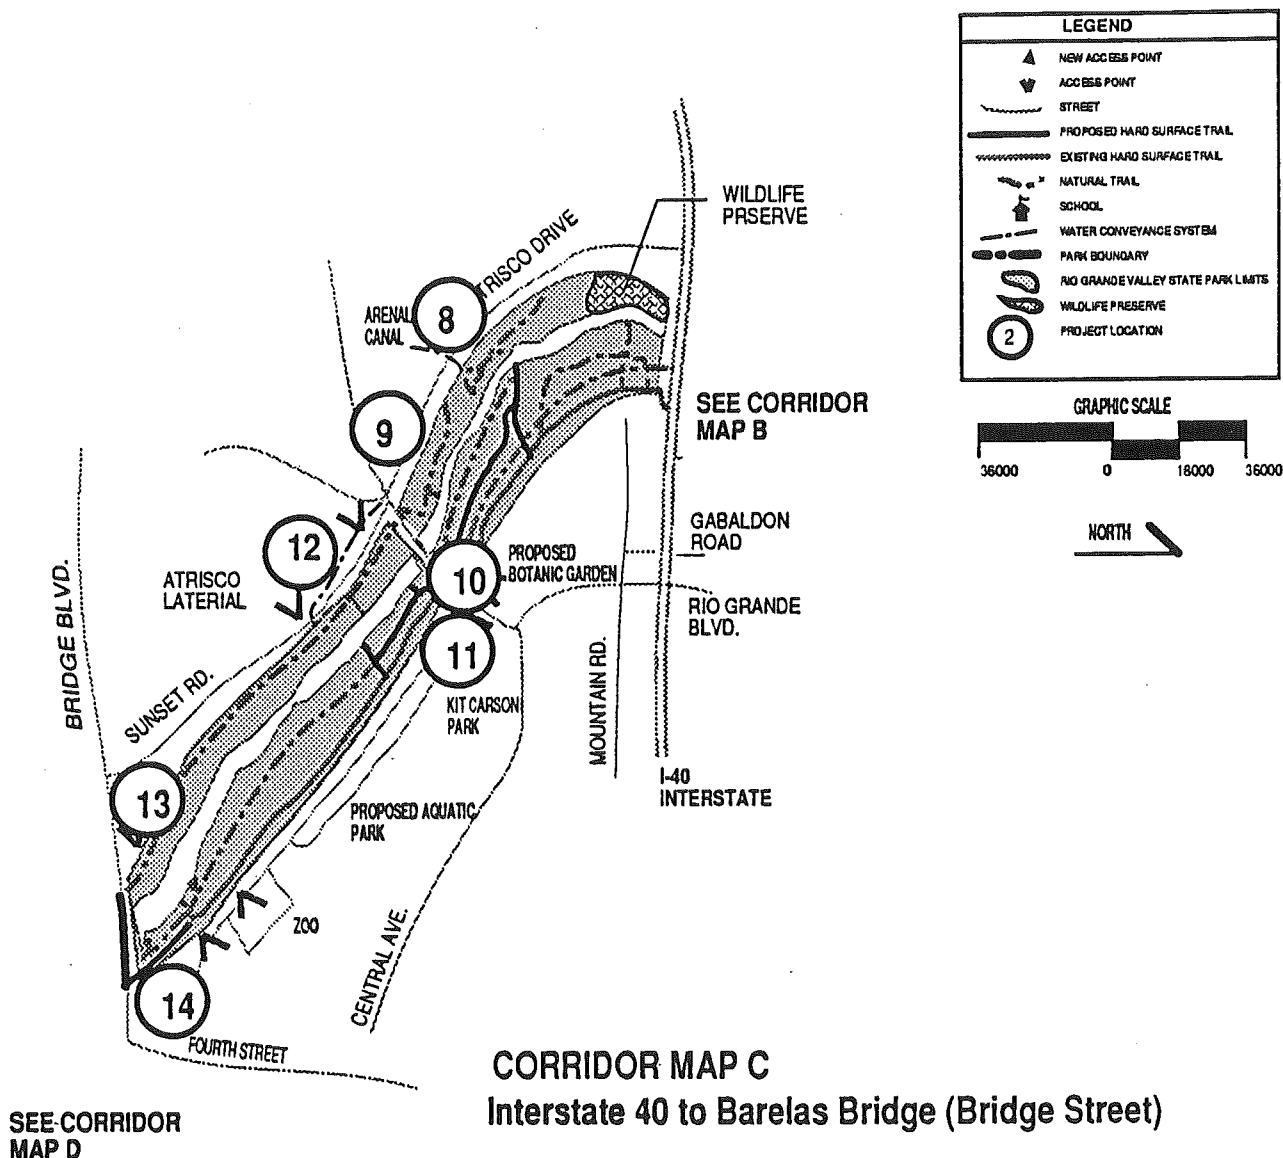 LEGEND
NEW ACCESS POINT
ACCESS POINT
STREET
PROPOSED HARD SURFACE TRAIL
EXISTING HARD SURFACE TRAIL
NATURAL TRAIL
SCHOOL
WATER CONVEYANCE SYSTEM
PARK BOUNDARY
RIO GRANDE VALLEY STATE PARK LIMITS
WILDLIFE PRESERVE
2
PROJECT LOCATION
GRAPHIC SCALE
36000 0 18000 36000
NORTH
WILDLIFE
PRSERVE
TRISCO DRIVE
ARENAL
CANAL
8
9
SEE CORRIDOR
MAP B
12
ATRISCO
LATERIAL
BRIDGE BLVD.
SUNSET RD.
GABALDON
ROAD
PROPOSED
BOTANIC GARDEN
10
RIO GRANDE
BLVD.
11
KIT CARSON
PARK
MOUNTAIN RD.
I-40
INTERSTATE
13
PROPOSED AQUATIC
PARK
ZOO
CENTRAL AVE.
14
FOURTH STREET
CORRIDOR MAP C
Interstate 40 to Barelas Bridge (Bridge Street)
SEE-CORRIDOR
MAP D